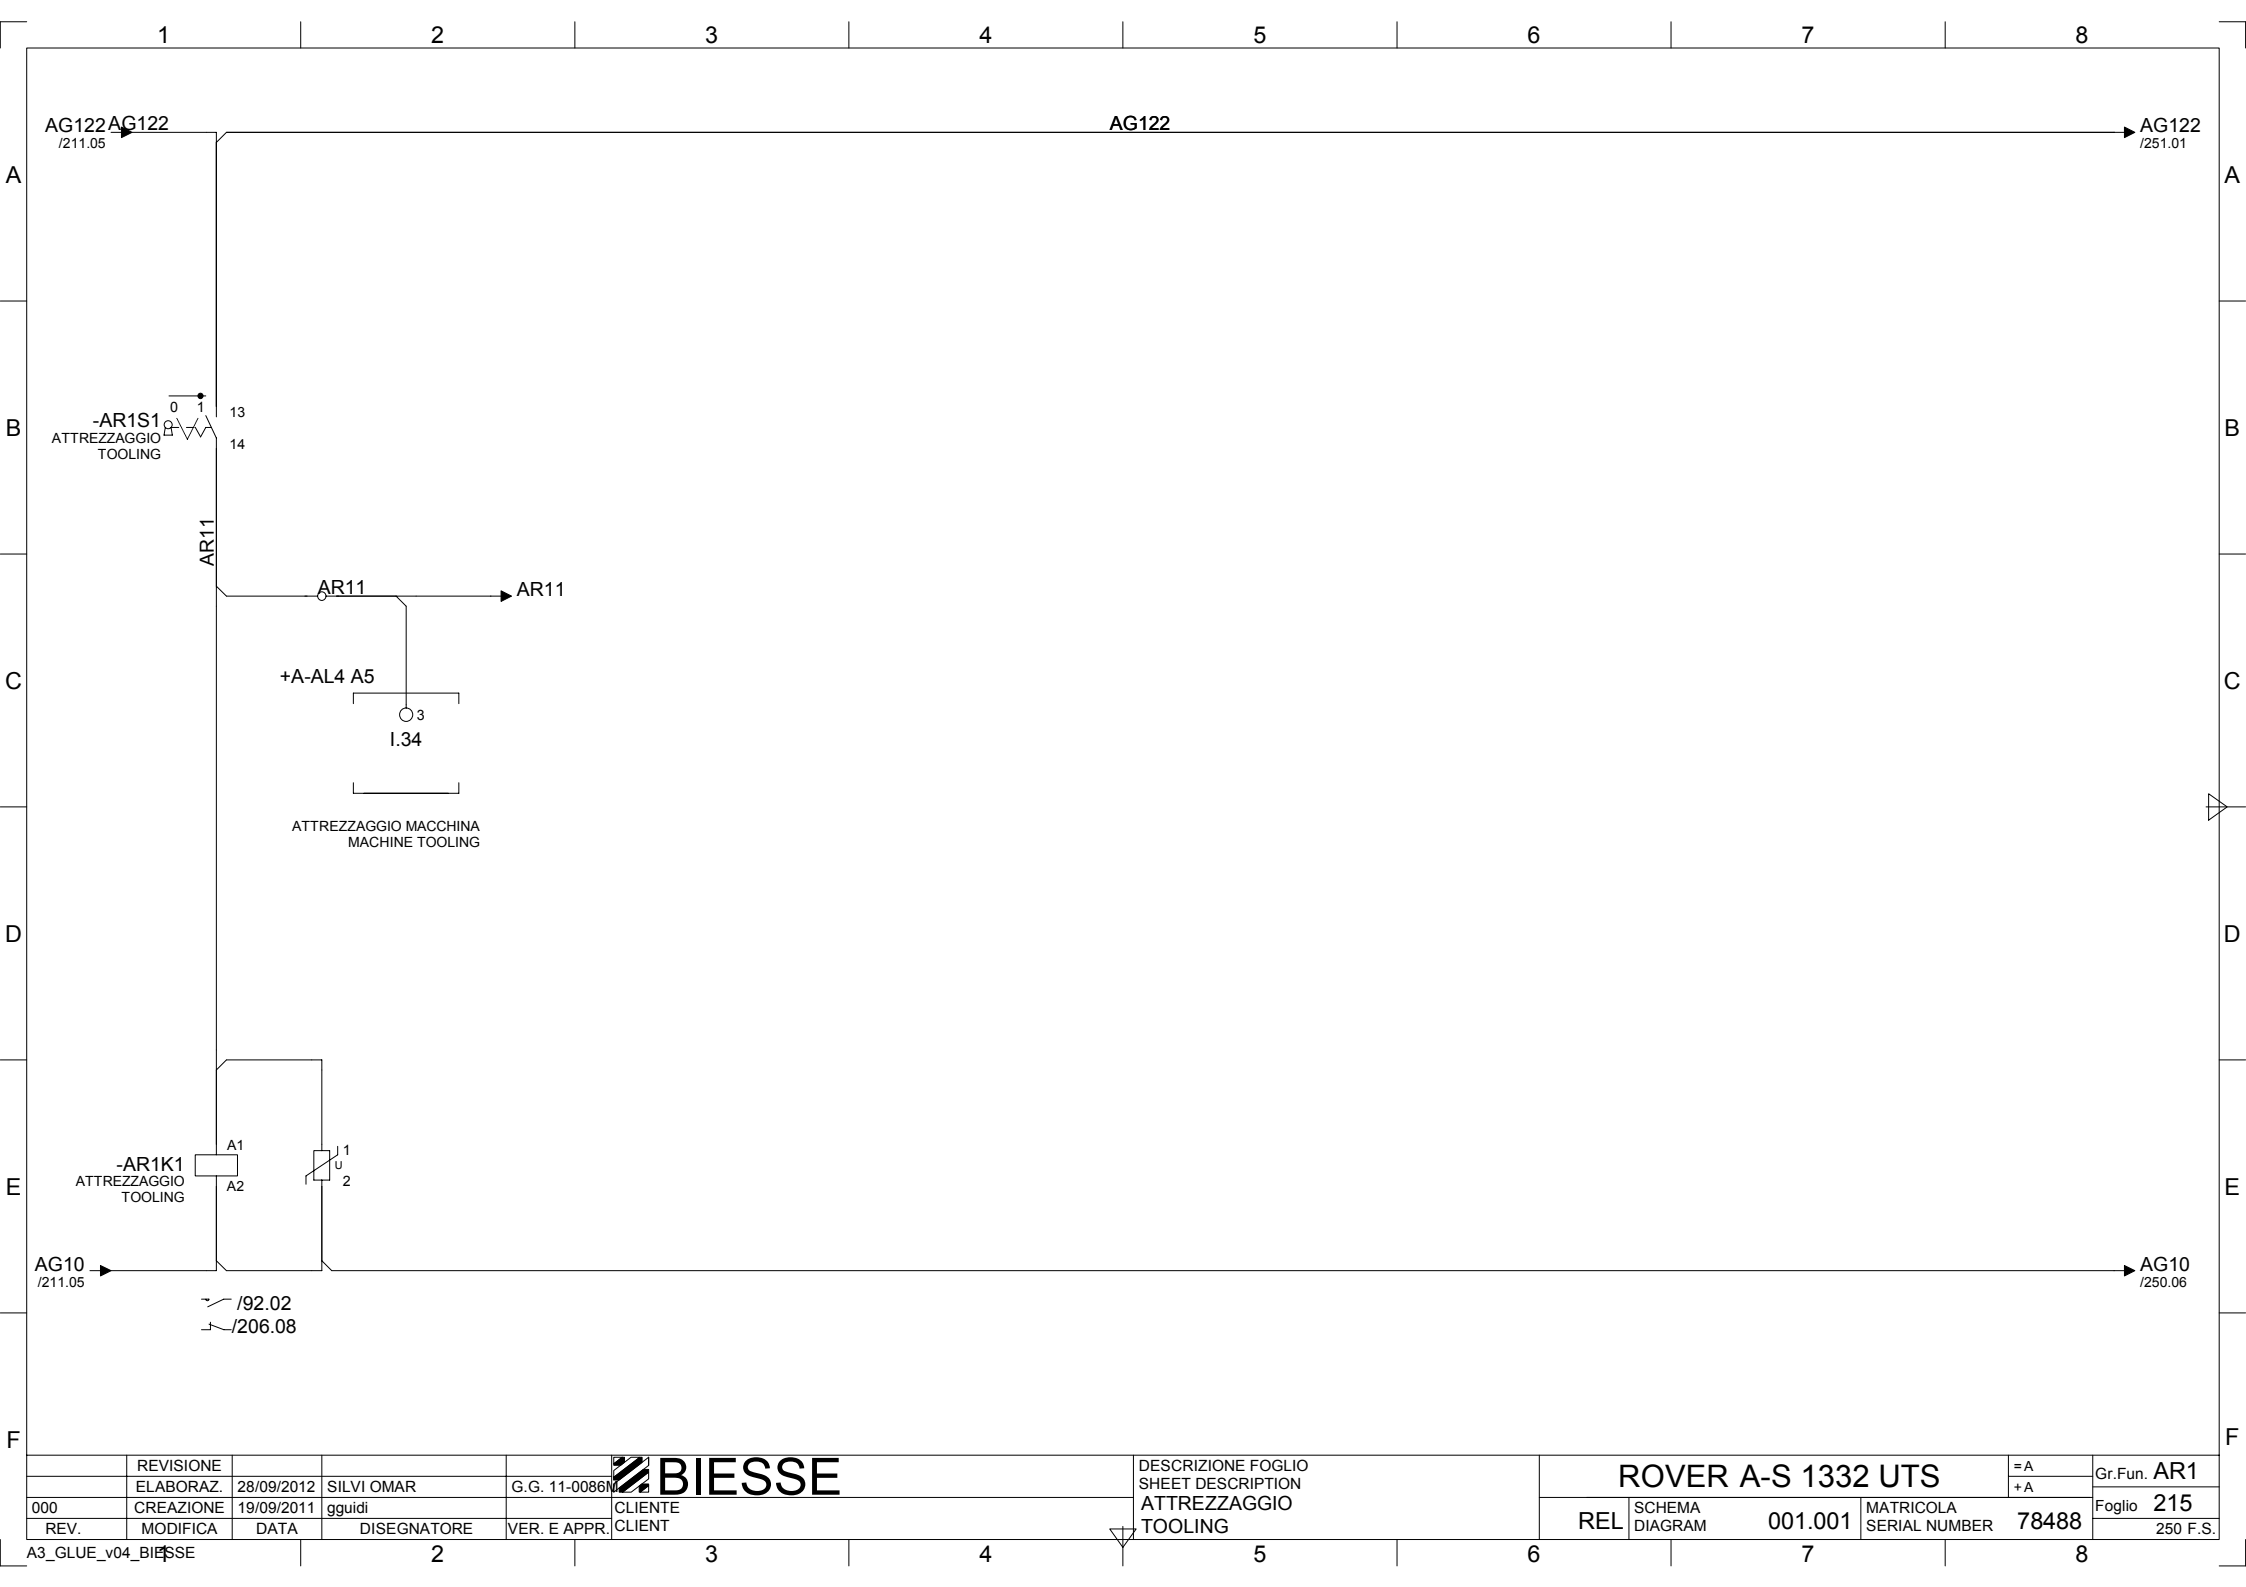 1 2 3 4 5 6 7 8
AG122 AG122 AG122 AG122
/211.05 /251.01
A A
0 1 13
-AR1S1
B B
ATTREZZAGGIO
14
TOOLING
AR11
AR11 AR11
+A-AL4 A5
C C
3
I.34
ATTREZZAGGIO MACCHINA
MACHINE TOOLING
D D
A1 1
-AR1K1 U
ATTREZZAGGIO A2 2
E E
TOOLING
AG10 AG10
/211.05 /250.06
/92.02
/206.08
F F
REVISIONE
ELABORAZ. 28/09/2012 SILVI OMAR G.G. 11-0086M
000 CREAZIONE 19/09/2011 gguidi
REV. MODIFICA DATA DISEGNATORE VER. E APPR.
BIESSE
CLIENTE
CLIENT
DESCRIZIONE FOGLIO
SHEET DESCRIPTION
ATTREZZAGGIO
TOOLING
ROVER A-S 1332 UTS
=A
+A
Gr.Fun. AR1
REL SCHEMA DIAGRAM 001.001 MATRICOLA SERIAL NUMBER 78488
Foglio 215
250 F.S.
A3_GLUE_v04_BIESSE
1 2 3 4 5 6 7 8